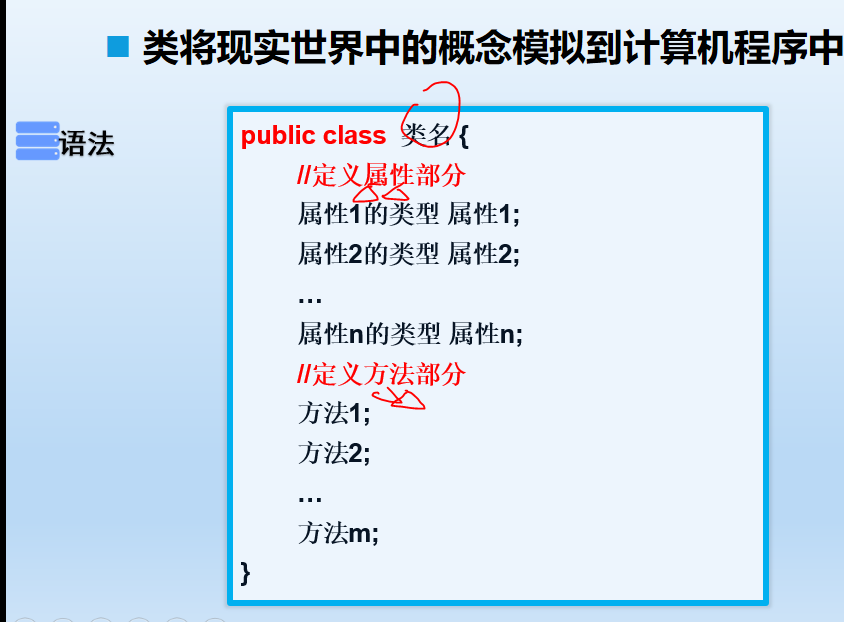 类将现实世界中的概念模拟到计算机程序中
语法
public class 类名 {
//定义属性部分
属性1的类型 属性1;
属性2的类型 属性2;
…
属性n的类型 属性n;
//定义方法部分
方法1;
方法2;
…
方法m;
}